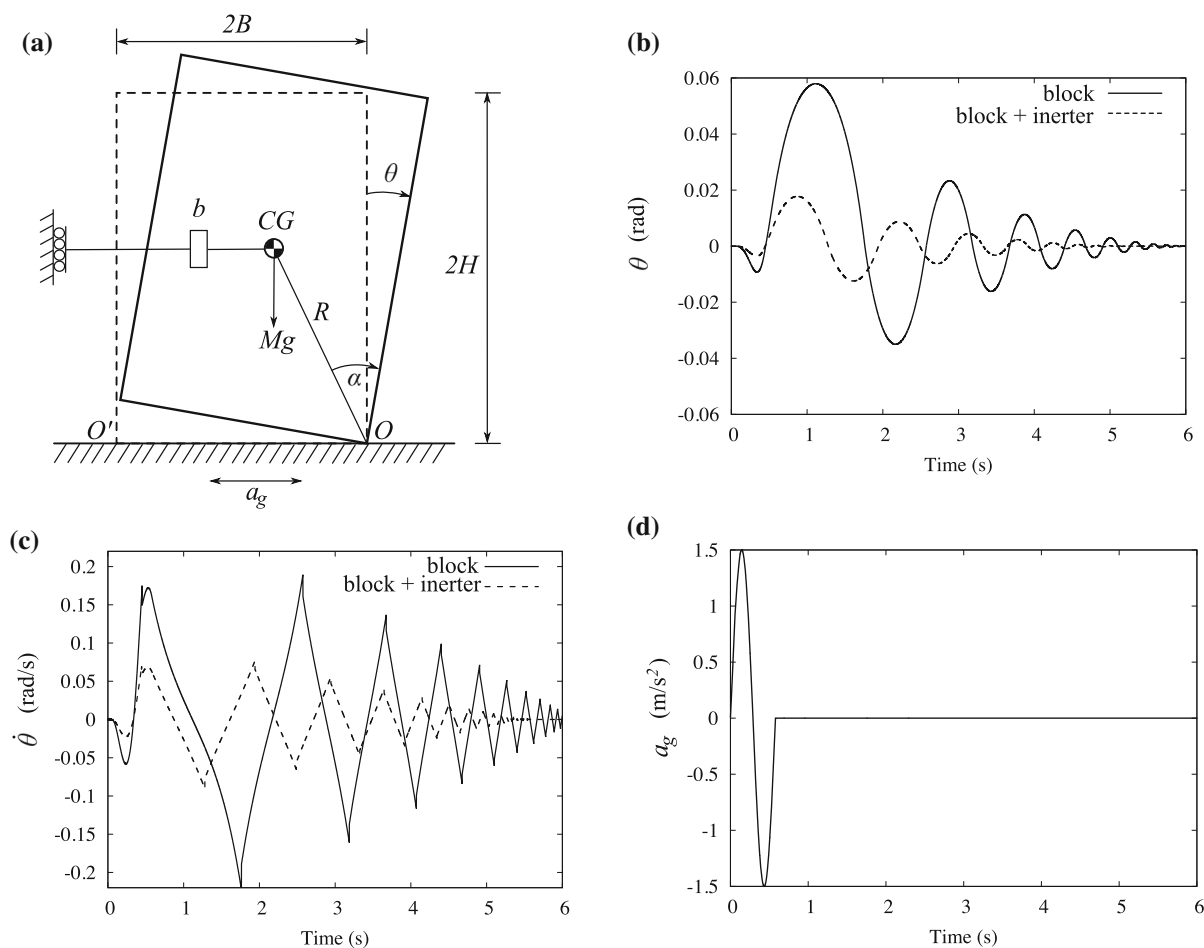 (a)
2B
θ
b
CG
2H
R
Mg
α
O'
O
a_g
(b)
0.06
block
block + inerter
0.04
0.02
θ (rad)
0
-0.02
-0.04
-0.06
0 1 2 3 4 5 6
Time (s)
(c)
0.2
block
block + inerter
0.15
0.1
0.05
θ̇ (rad/s)
0
-0.05
-0.1
-0.15
-0.2
0 1 2 3 4 5 6
Time (s)
(d)
1.5
1
0.5
a_g (m/s²)
0
-0.5
-1
-1.5
0 1 2 3 4 5 6
Time (s)